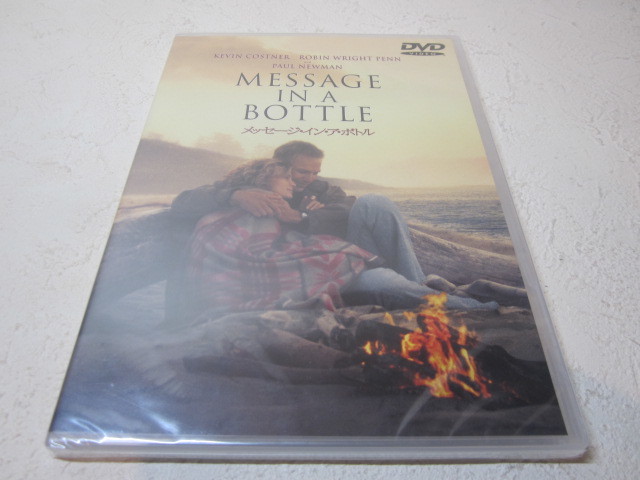 KEVIN COSTNER ROBIN WRIGHT PENN
PAUL NEWMAN
MESSAGE
IN A
BOTTLE
メッセージ・イン・ア・ボトル
DVD
VIDEO